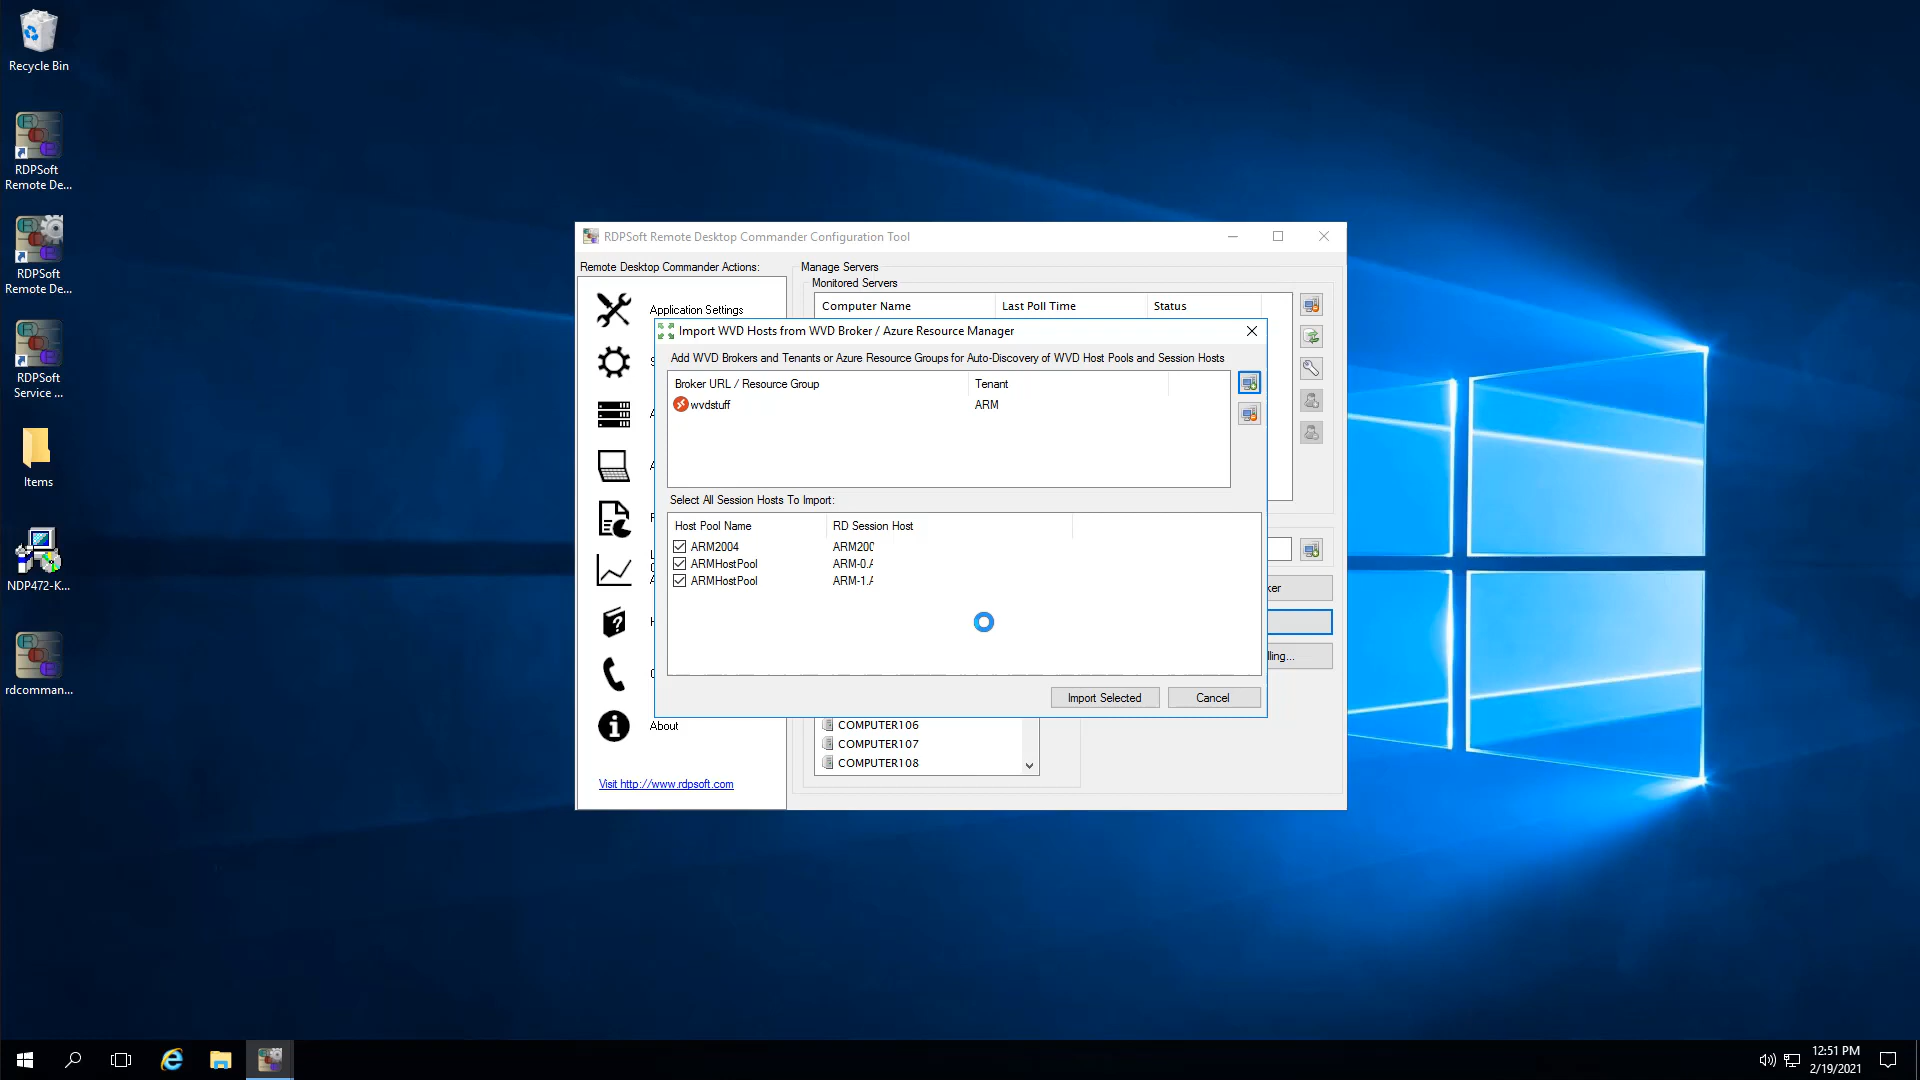 Recycle Bin
RDPSoft
Remote De...
RDPSoft
Remote De...
RDPSoft
Service ...
Items
NDP472-K...
rdcomman...
RDPSoft Remote Desktop Commander Configuration Tool
Remote Desktop Commander Actions:
Application Settings
About
Visit http://www.rdpsoft.com
Manage Servers
Monitored Servers
Computer Name Last Poll Time Status
Import WVD Hosts from WVD Broker / Azure Resource Manager
Add WVD Brokers and Tenants or Azure Resource Groups for Auto-Discovery of WVD Host Pools and Session Hosts
Broker URL / Resource Group Tenant
wvdstuff ARM
Select All Session Hosts To Import:
Host Pool Name RD Session Host
ARM2004 ARM200
ARMHostPool ARM-0.A
ARMHostPool ARM-1.A
Import Selected Cancel
ker
lling...
COMPUTER106
COMPUTER107
COMPUTER108
12:51 PM
2/19/2021